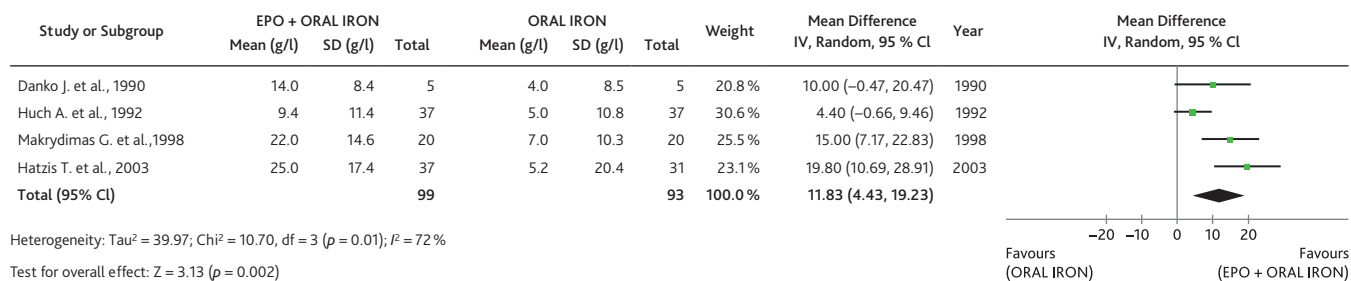 Study or Subgroup EPO + ORAL IRON ORAL IRON Weight Mean Difference Year Mean Difference
Mean (g/l) SD (g/l) Total Mean (g/l) SD (g/l) Total IV, Random, 95 % Cl IV, Random, 95 % Cl
Danko J. et al., 1990 14.0 8.4 5 4.0 8.5 5 20.8 % 10.00 (−0.47, 20.47) 1990
Huch A. et al., 1992 9.4 11.4 37 5.0 10.8 37 30.6 % 4.40 (−0.66, 9.46) 1992
Makrydimas G. et al.,1998 22.0 14.6 20 7.0 10.3 20 25.5 % 15.00 (7.17, 22.83) 1998
Hatzis T. et al., 2003 25.0 17.4 37 5.2 20.4 31 23.1 % 19.80 (10.69, 28.91) 2003
Total (95% Cl) 99 93 100.0 % 11.83 (4.43, 19.23)
Heterogeneity: Tau² = 39.97; Chi² = 10.70, df = 3 (p = 0.01); I² = 72 %
Test for overall effect: Z = 3.13 (p = 0.002)
−20 −10 0 10 20
Favours Favours
(ORAL IRON) (EPO + ORAL IRON)